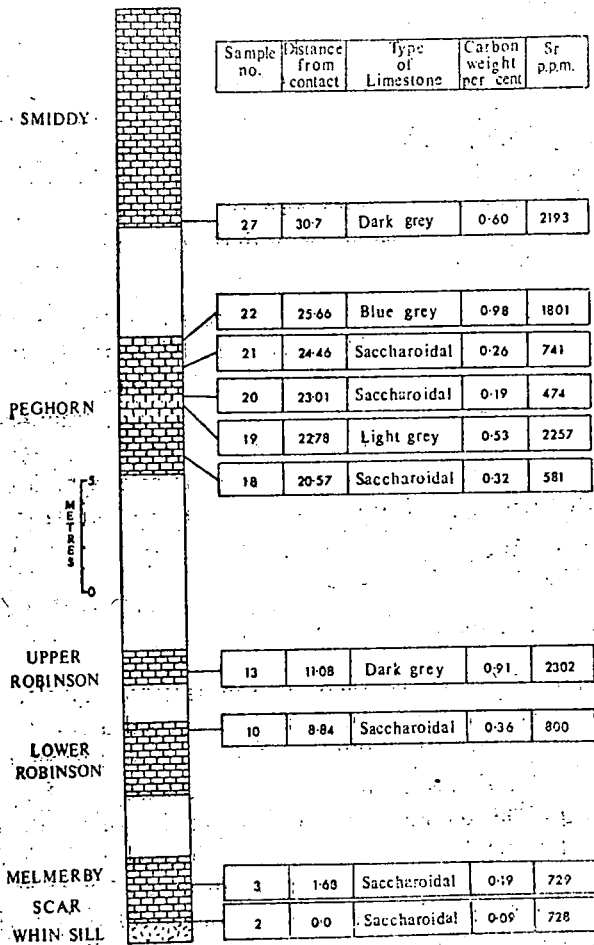 Sample no. Distance from contact Type of Limestone Carbon weight per cent Sr p.p.m.
SMIDDY
27 30·7 Dark grey 0·60 2193
22 25·66 Blue grey 0·98 1801
21 24·46 Saccharoidal 0·26 741
20 23·01 Saccharoidal 0·19 474
PEGHORN
19 22·78 Light grey 0·53 2257
18 20·57 Saccharoidal 0·32 581
5
METRES
0
UPPER
ROBINSON
13 11·08 Dark grey 0·91 2302
10 8·84 Saccharoidal 0·36 800
LOWER
ROBINSON
MELMERBY
SCAR
3 Saccharoidal 0·19 729
2 0·0 Saccharoidal 0·09 728
WHIN SILL